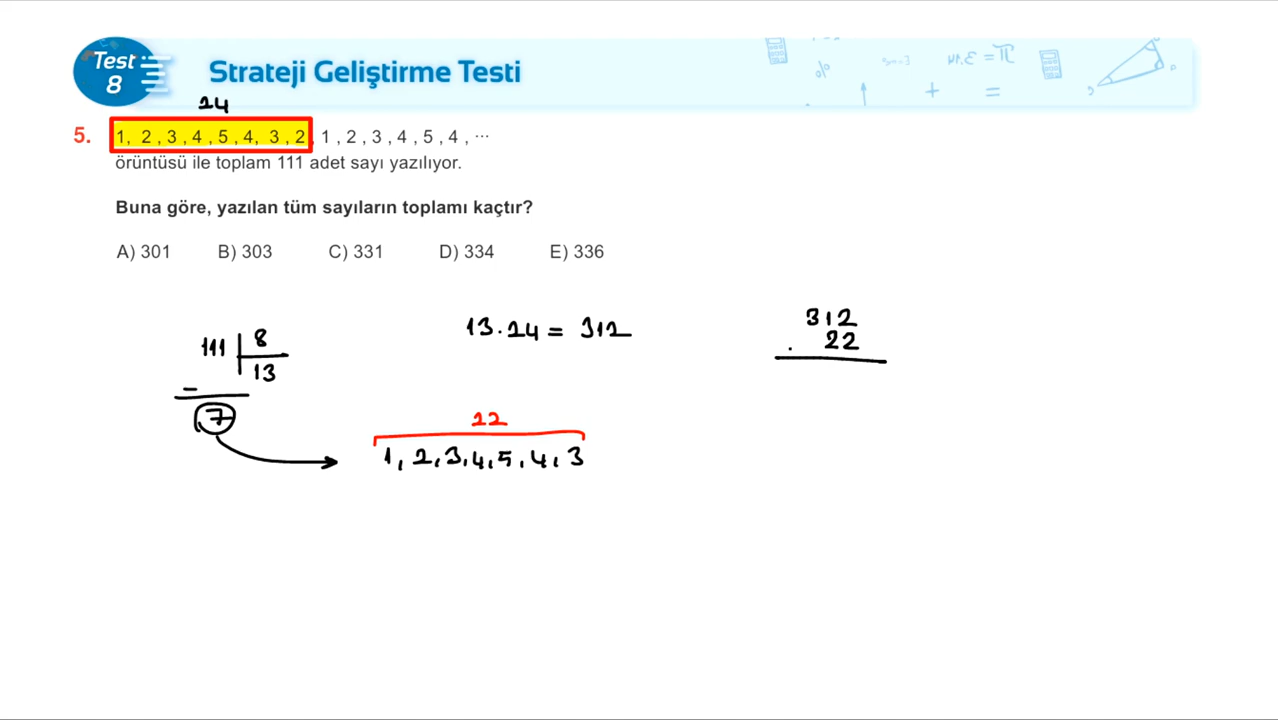 Test
8
Strateji Geliştirme Testi
24
5. 1, 2 , 3 , 4 , 5 , 4, 3 , 2, 1 , 2 , 3 , 4 , 5 , 4 , ...
örüntüsü ile toplam 111 adet sayı yazılıyor.
Buna göre, yazılan tüm sayıların toplamı kaçtır?
A) 301 B) 303 C) 331 D) 334 E) 336
111 8
13
-
7
13.24 = 312
22
1, 2, 3, 4, 5, 4, 3
312
. 22